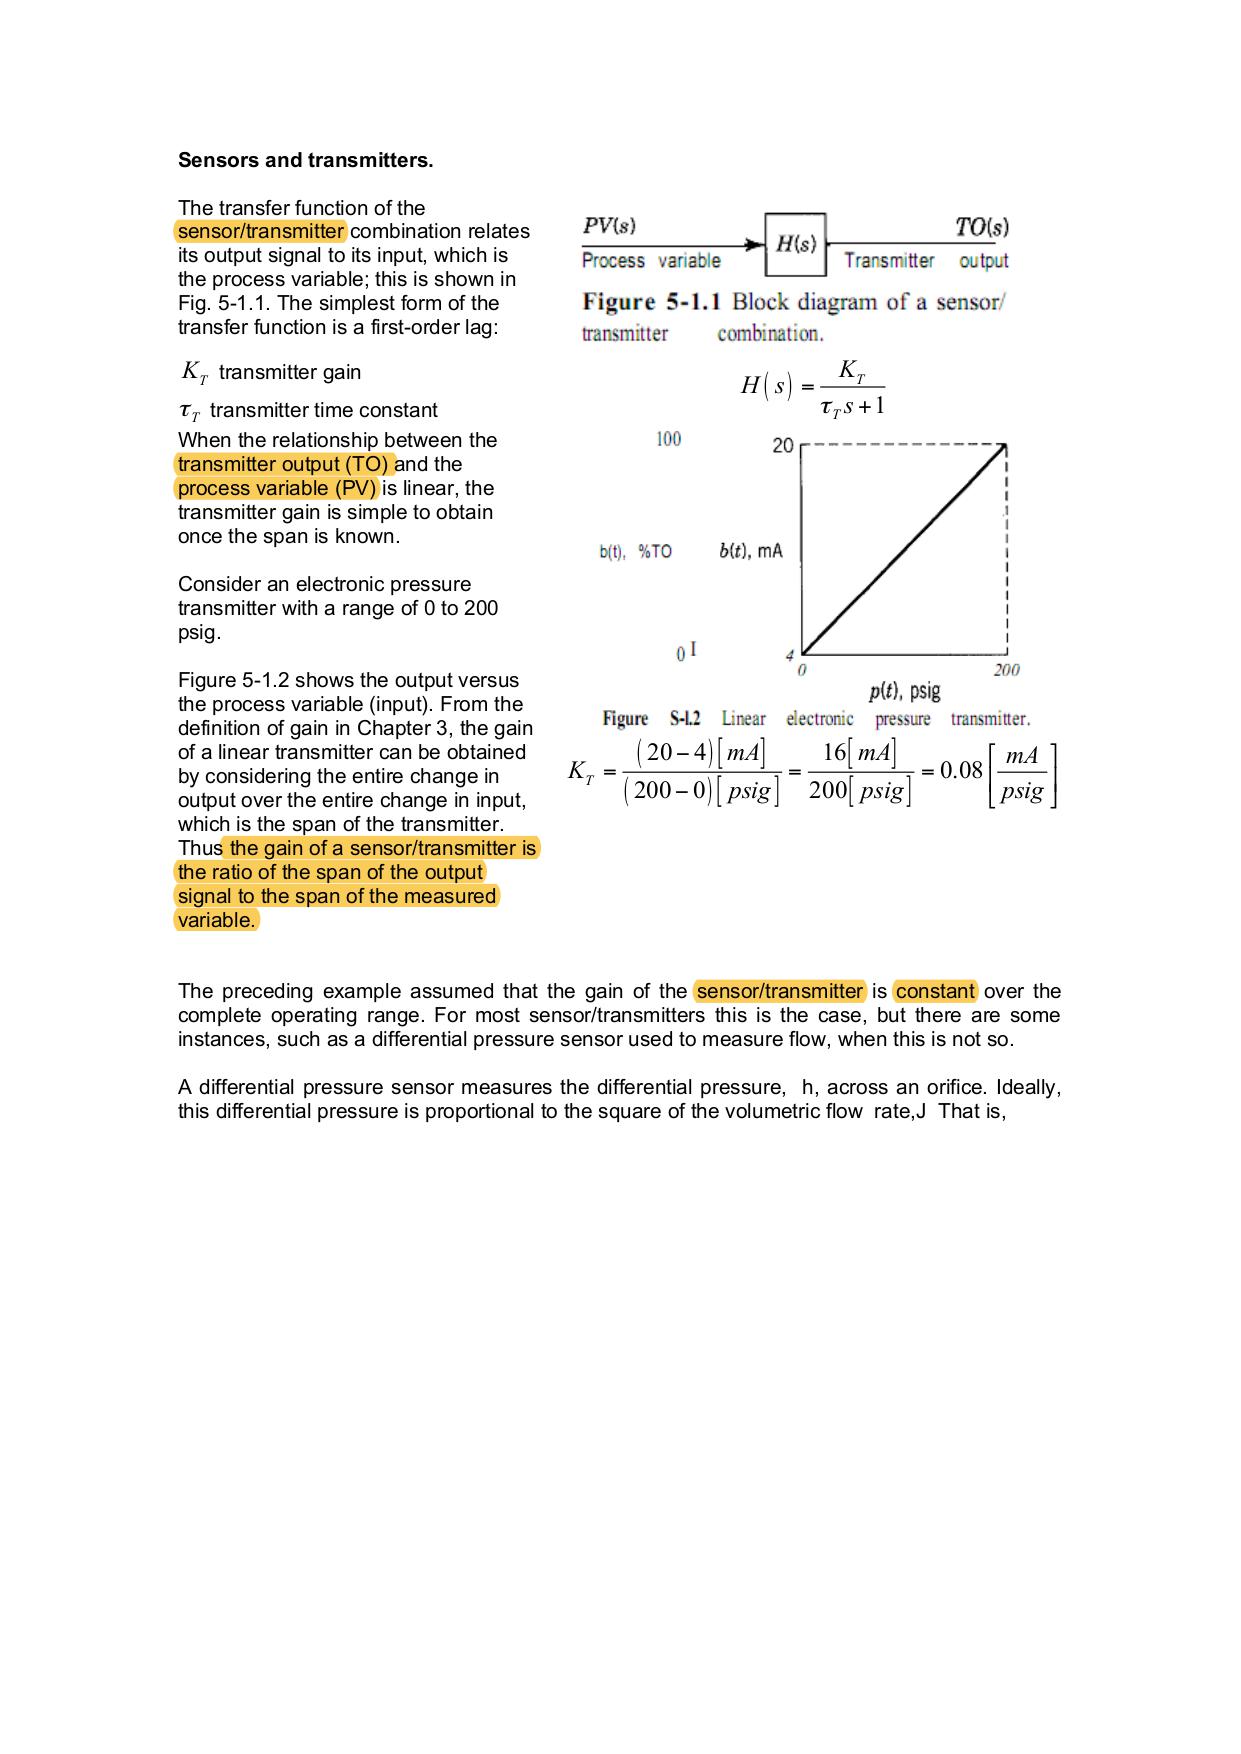 Sensors and transmitters.
The transfer function of the
sensor/transmitter combination relates
its output signal to its input, which is
the process variable; this is shown in
Fig. 5-1.1. The simplest form of the
transfer function is a first-order lag:
K_T transmitter gain
τ_T transmitter time constant
When the relationship between the
transmitter output (TO) and the
process variable (PV) is linear, the
transmitter gain is simple to obtain
once the span is known.
Consider an electronic pressure
transmitter with a range of 0 to 200
psig.
Figure 5-1.2 shows the output versus
the process variable (input). From the
definition of gain in Chapter 3, the gain
of a linear transmitter can be obtained
by considering the entire change in
output over the entire change in input,
which is the span of the transmitter.
Thus the gain of a sensor/transmitter is
the ratio of the span of the output
signal to the span of the measured
variable.
PV(s) H(s) TO(s)
Process variable Transmitter output
Figure 5-1.1 Block diagram of a sensor/
transmitter combination.
H(s) = K_T / (τ_T s + 1)
100 20
b(t), %TO b(t), mA
0 I 4
0 200
p(t), psig
Figure S-l.2 Linear electronic pressure transmitter.
K_T = (20 − 4)[mA] / (200 − 0)[psig] = 16[mA] / 200[psig] = 0.08 [mA / psig]
The preceding example assumed that the gain of the sensor/transmitter is constant over the
complete operating range. For most sensor/transmitters this is the case, but there are some
instances, such as a differential pressure sensor used to measure flow, when this is not so.
A differential pressure sensor measures the differential pressure, h, across an orifice. Ideally,
this differential pressure is proportional to the square of the volumetric flow rate,J That is,